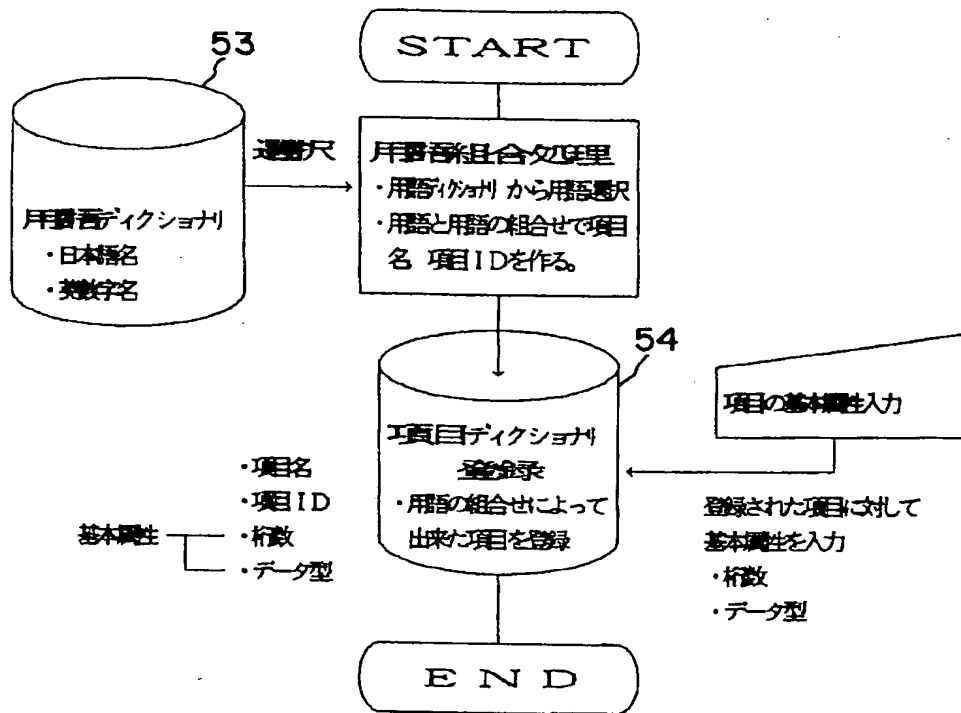 START
53
選択
用語ディクショナリ
・日本語名
・英数字名
用語組合々処理
・用語ディクショナリ から用語選択
・用語と用語の組合せで項目
名 項目IDを作る。
54
項目の基本属性入力
項目ディクショナリ
登録
・用語の組合せによって
出来た項目を登録
・項目名
・項目ID
基本属性
・桁数
・データ型
登録された項目に対して
基本属性を入力
・桁数
・データ型
END